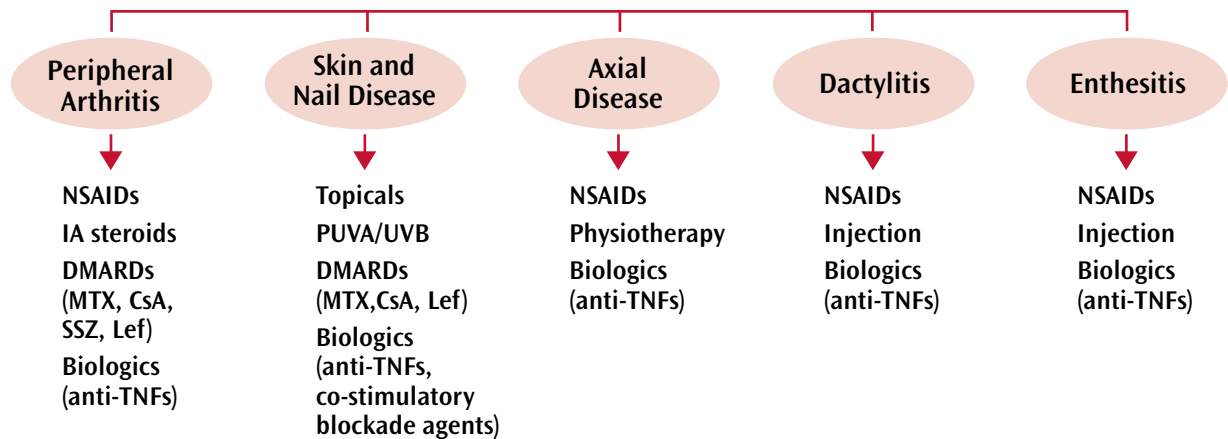 Peripheral
Arthritis
Skin and
Nail Disease
Axial
Disease
Dactylitis
Enthesitis
NSAIDs
IA steroids
DMARDs
(MTX, CsA,
SSZ, Lef)
Biologics
(anti-TNFs)
Topicals
PUVA/UVB
DMARDs
(MTX,CsA, Lef)
Biologics
(anti-TNFs,
co-stimulatory
blockade agents)
NSAIDs
Physiotherapy
Biologics
(anti-TNFs)
NSAIDs
Injection
Biologics
(anti-TNFs)
NSAIDs
Injection
Biologics
(anti-TNFs)